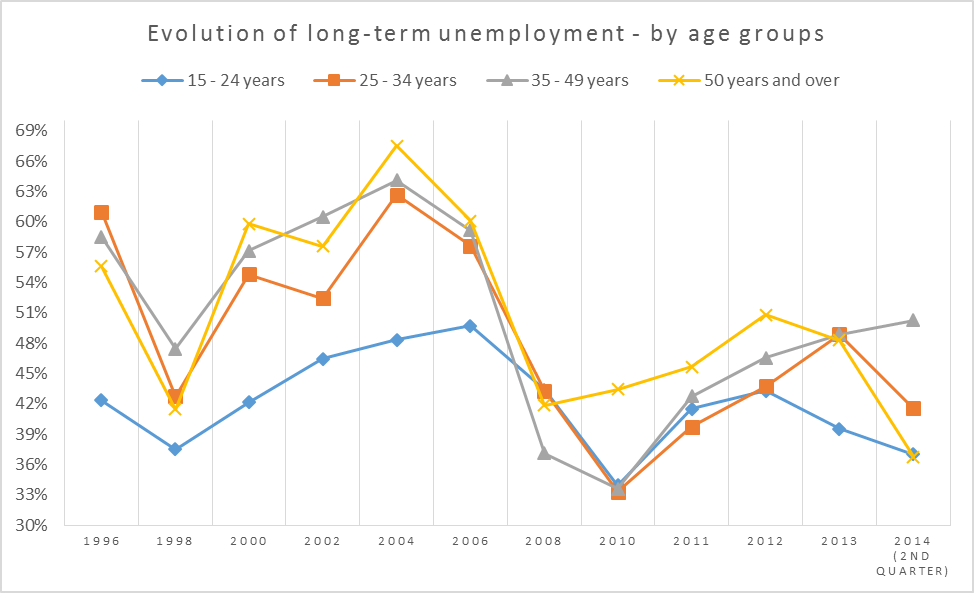 Evolution of long-term unemployment - by age groups
15 - 24 years 25 - 34 years 35 - 49 years 50 years and over
69%
66%
63%
60%
57%
54%
51%
48%
45%
42%
39%
36%
33%
30%
1996 1998 2000 2002 2004 2006 2008 2010 2011 2012 2013 2014
(2ND
QUARTER)